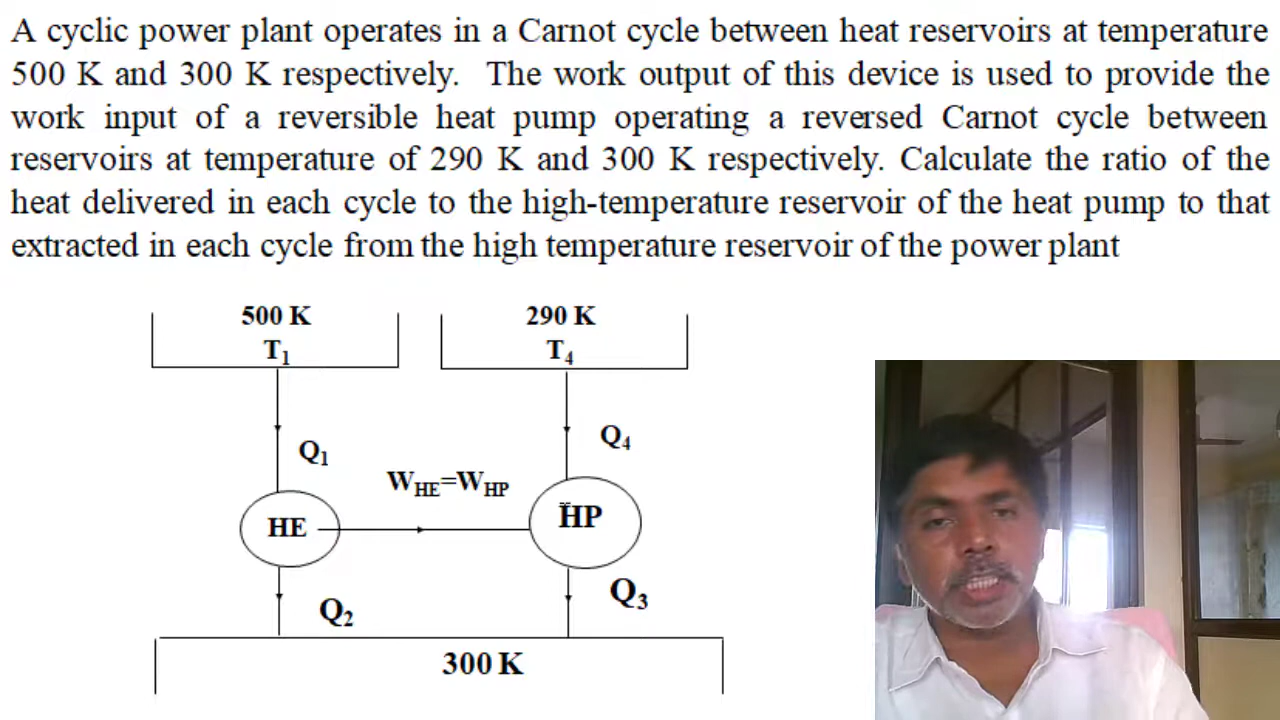 A cyclic power plant operates in a Carnot cycle between heat reservoirs at temperature
500 K and 300 K respectively. The work output of this device is used to provide the
work input of a reversible heat pump operating a reversed Carnot cycle between
reservoirs at temperature of 290 K and 300 K respectively. Calculate the ratio of the
heat delivered in each cycle to the high-temperature reservoir of the heat pump to that
extracted in each cycle from the high temperature reservoir of the power plant
500 K
T₁
290 K
T₄
Q₁
Q₄
W_HE=W_HP
HE
HP
Q₂
Q₃
300 K